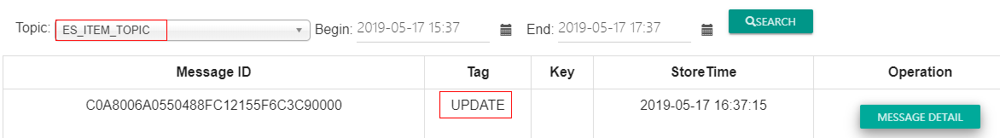 Topic: ES_ITEM_TOPIC Begin: 2019-05-17 15:37 End: 2019-05-17 17:37 SEARCH
Message ID Tag Key StoreTime Operation
C0A8006A0550488FC12155F6C3C90000 UPDATE 2019-05-17 16:37:15 MESSAGE DETAIL